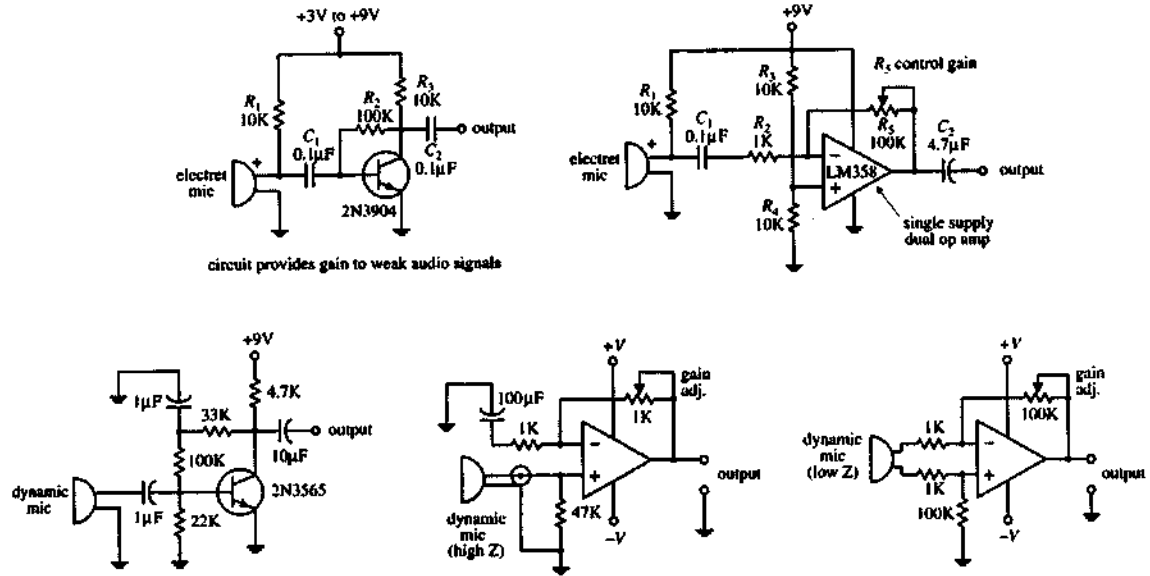 +3V to +9V
R₁
10K
R₂
100K
R₃
10K
C₁
0.1µF
C₂
0.1µF
output
electret
mic
+
2N3904
circuit provides gain to weak audio signals
+9V
R₁
10K
R₃
10K
R₅ control gain
C₁
0.1µF
R₂
1K
R₅
100K
C₂
4.7µF
electret
mic
+
−
LM358
+
output
R₄
10K
single supply
dual op amp
+9V
4.7K
1µF
33K
output
10µF
100K
2N3565
dynamic
mic
1µF
22K
+V
gain
adj.
100µF
1K
1K
−
+
output
47K
dynamic
mic
(high Z)
−V
+V
gain
adj.
100K
1K
dynamic
mic
(low Z)
−
+
1K
output
100K
−V